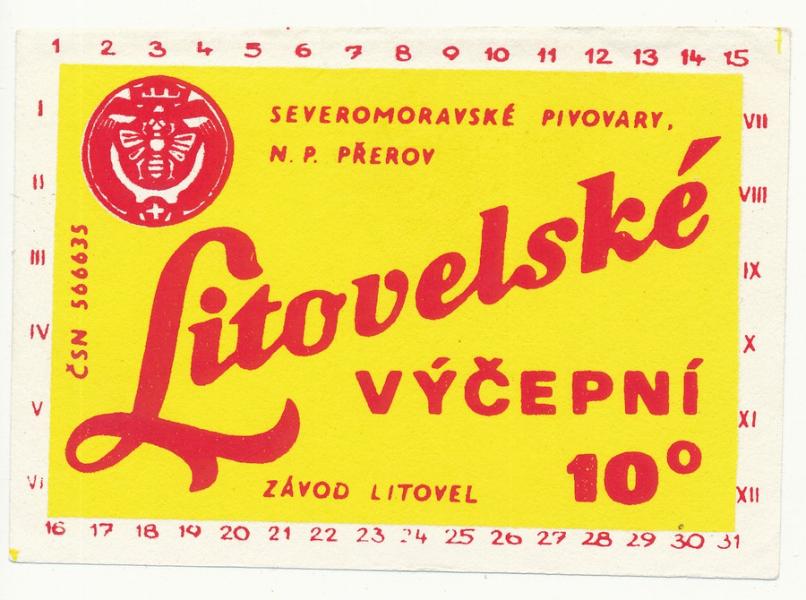 1 2 3 4 5 6 7 8 9 10 11 12 13 14 15
I
II
III
IV
V
VI
VII
VIII
IX
X
XI
XII
SEVEROMORAVSKÉ PIVOVARY,
N. P. PŘEROV
ČSN 566635
Litovelské
VÝČEPNÍ
10°
ZÁVOD LITOVEL
16 17 18 19 20 21 22 23 24 25 26 27 28 29 30 31